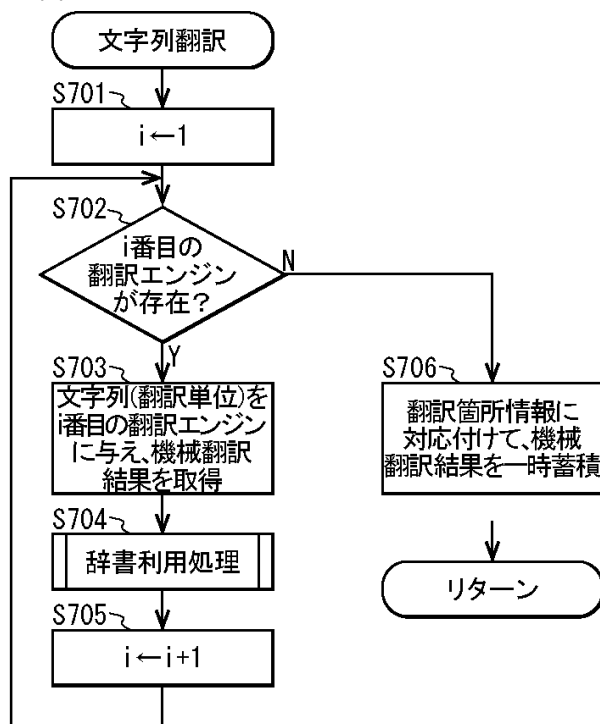 文字列翻訳
S701
i←1
S702
i番目の
翻訳エンジン
が存在？
N
Y
S703
文字列(翻訳単位)を
i番目の翻訳エンジン
に与え、機械翻訳
結果を取得
S704
辞書利用処理
S705
i←i+1
S706
翻訳箇所情報に
対応付けて、機械
翻訳結果を一時蓄積
リターン